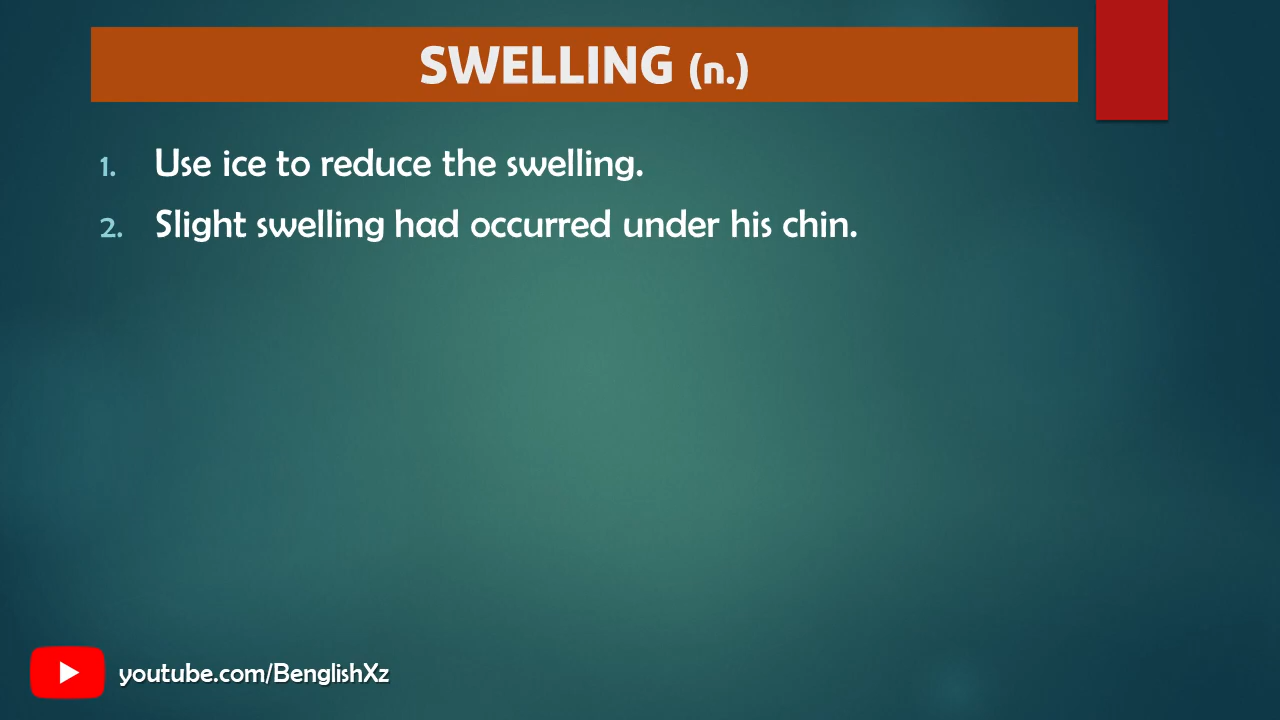 SWELLING (n.)
1. Use ice to reduce the swelling.
2. Slight swelling had occurred under his chin.
youtube.com/BenglishXz